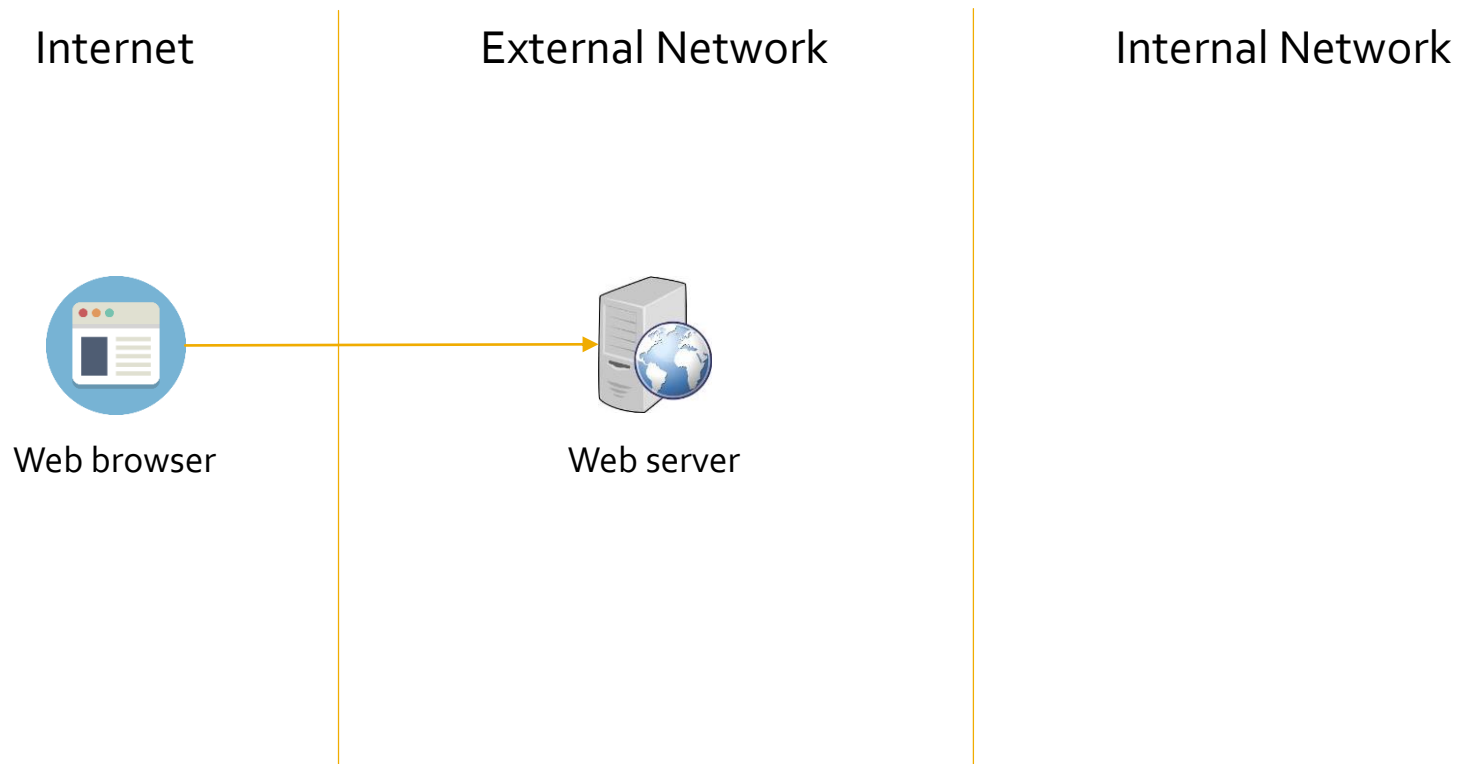 Internet
External Network
Internal Network
Web browser
Web server